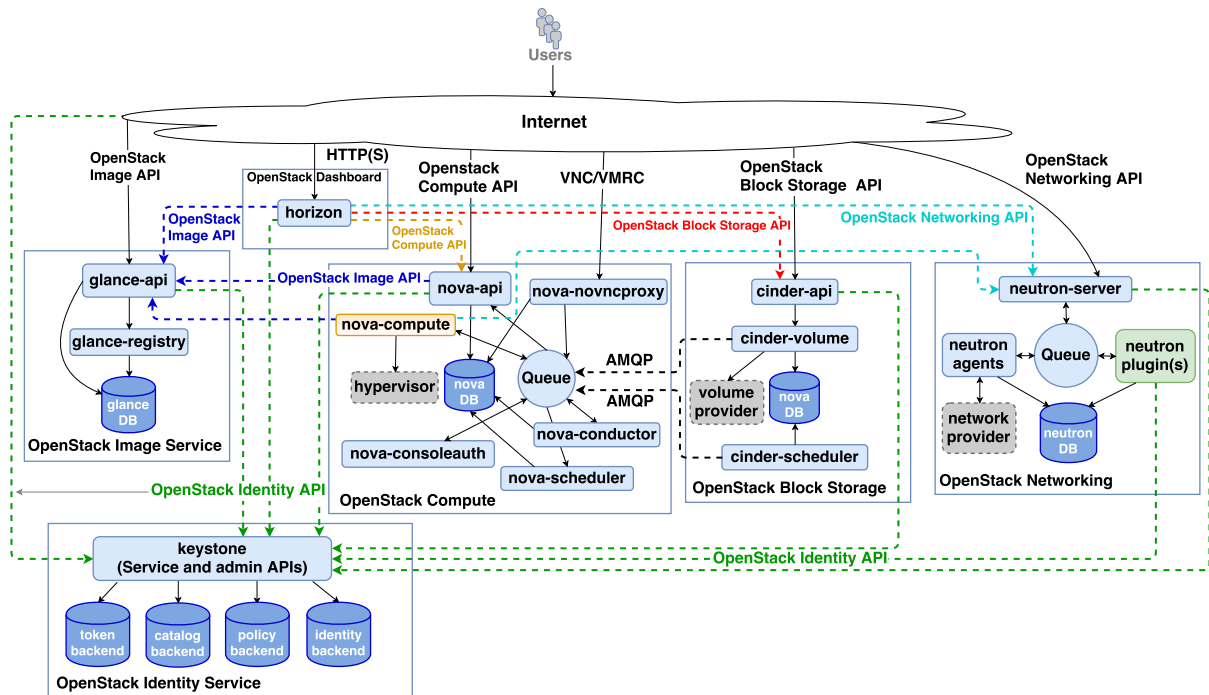 Users
Internet
OpenStack
Image API
HTTP(S)
Openstack
Compute API
VNC/VMRC
OpenStack
Block Storage  API
OpenStack
Networking API
OpenStack Dashboard
horizon
OpenStack
Image API
OpenStack
Compute API
OpenStack Block Storage API
OpenStack Networking API
glance-api
OpenStack Image API
nova-api
nova-novncproxy
cinder-api
neutron-server
glance-registry
nova-compute
cinder-volume
neutron
agents
Queue
neutron
plugin(s)
hypervisor
nova
DB
Queue
AMQP
AMQP
volume
provider
nova
DB
glance
DB
network
provider
neutron
DB
OpenStack Image Service
nova-consoleauth
nova-conductor
nova-scheduler
cinder-scheduler
OpenStack Compute
OpenStack Block Storage
OpenStack Networking
OpenStack Identity API
keystone
(Service and admin APIs)
OpenStack Identity API
token
backend
catalog
backend
policy
backend
identity
backend
OpenStack Identity Service